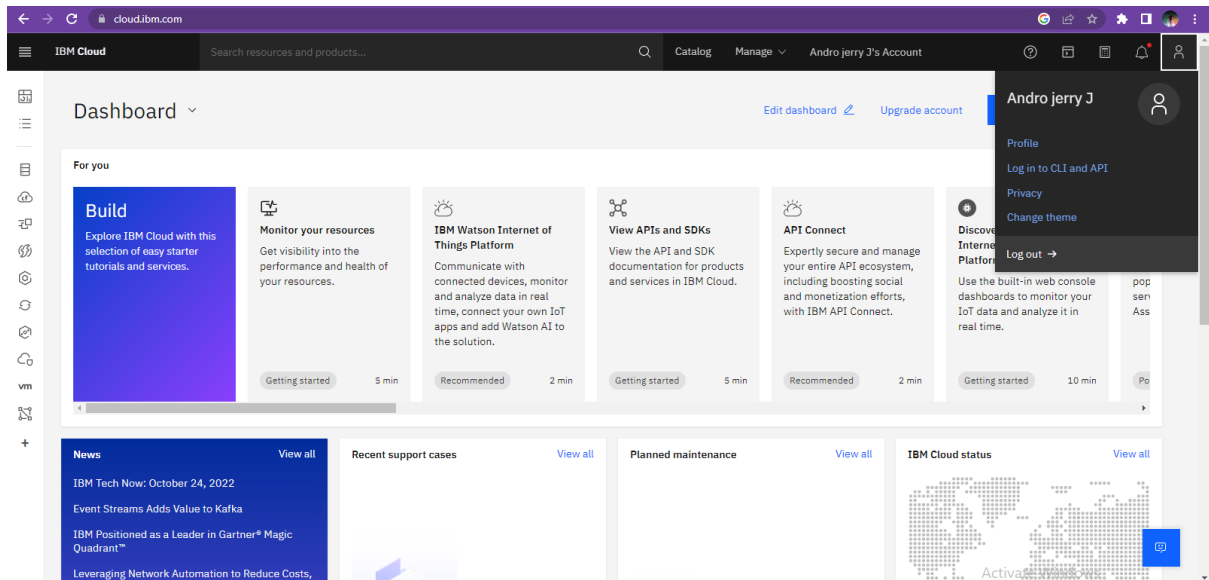 cloud.ibm.com
IBM Cloud
Search resources and products...
Catalog
Manage
Andro jerry J's Account
Andro jerry J
Profile
Log in to CLI and API
Privacy
Change theme
Log out
Dashboard
Edit dashboard
Upgrade account
For you
Build
Explore IBM Cloud with this
selection of easy starter
tutorials and services.
Monitor your resources
Get visibility into the
performance and health of
your resources.
Getting started
5 min
IBM Watson Internet of
Things Platform
Communicate with
connected devices, monitor
and analyze data in real
time, connect your own IoT
apps and add Watson AI to
the solution.
Recommended
2 min
View APIs and SDKs
View the API and SDK
documentation for products
and services in IBM Cloud.
Getting started
5 min
API Connect
Expertly secure and manage
your entire API ecosystem,
including boosting social
and monetization efforts,
with IBM API Connect.
Recommended
2 min
Use the built-in web console
dashboards to monitor your
IoT data and analyze it in
real time.
Getting started
10 min
vm
News
View all
IBM Tech Now: October 24, 2022
Event Streams Adds Value to Kafka
IBM Positioned as a Leader in Gartner® Magic
Quadrant™
Leveraging Network Automation to Reduce Costs,
Recent support cases
View all
Planned maintenance
View all
IBM Cloud status
View all
Activate Windows